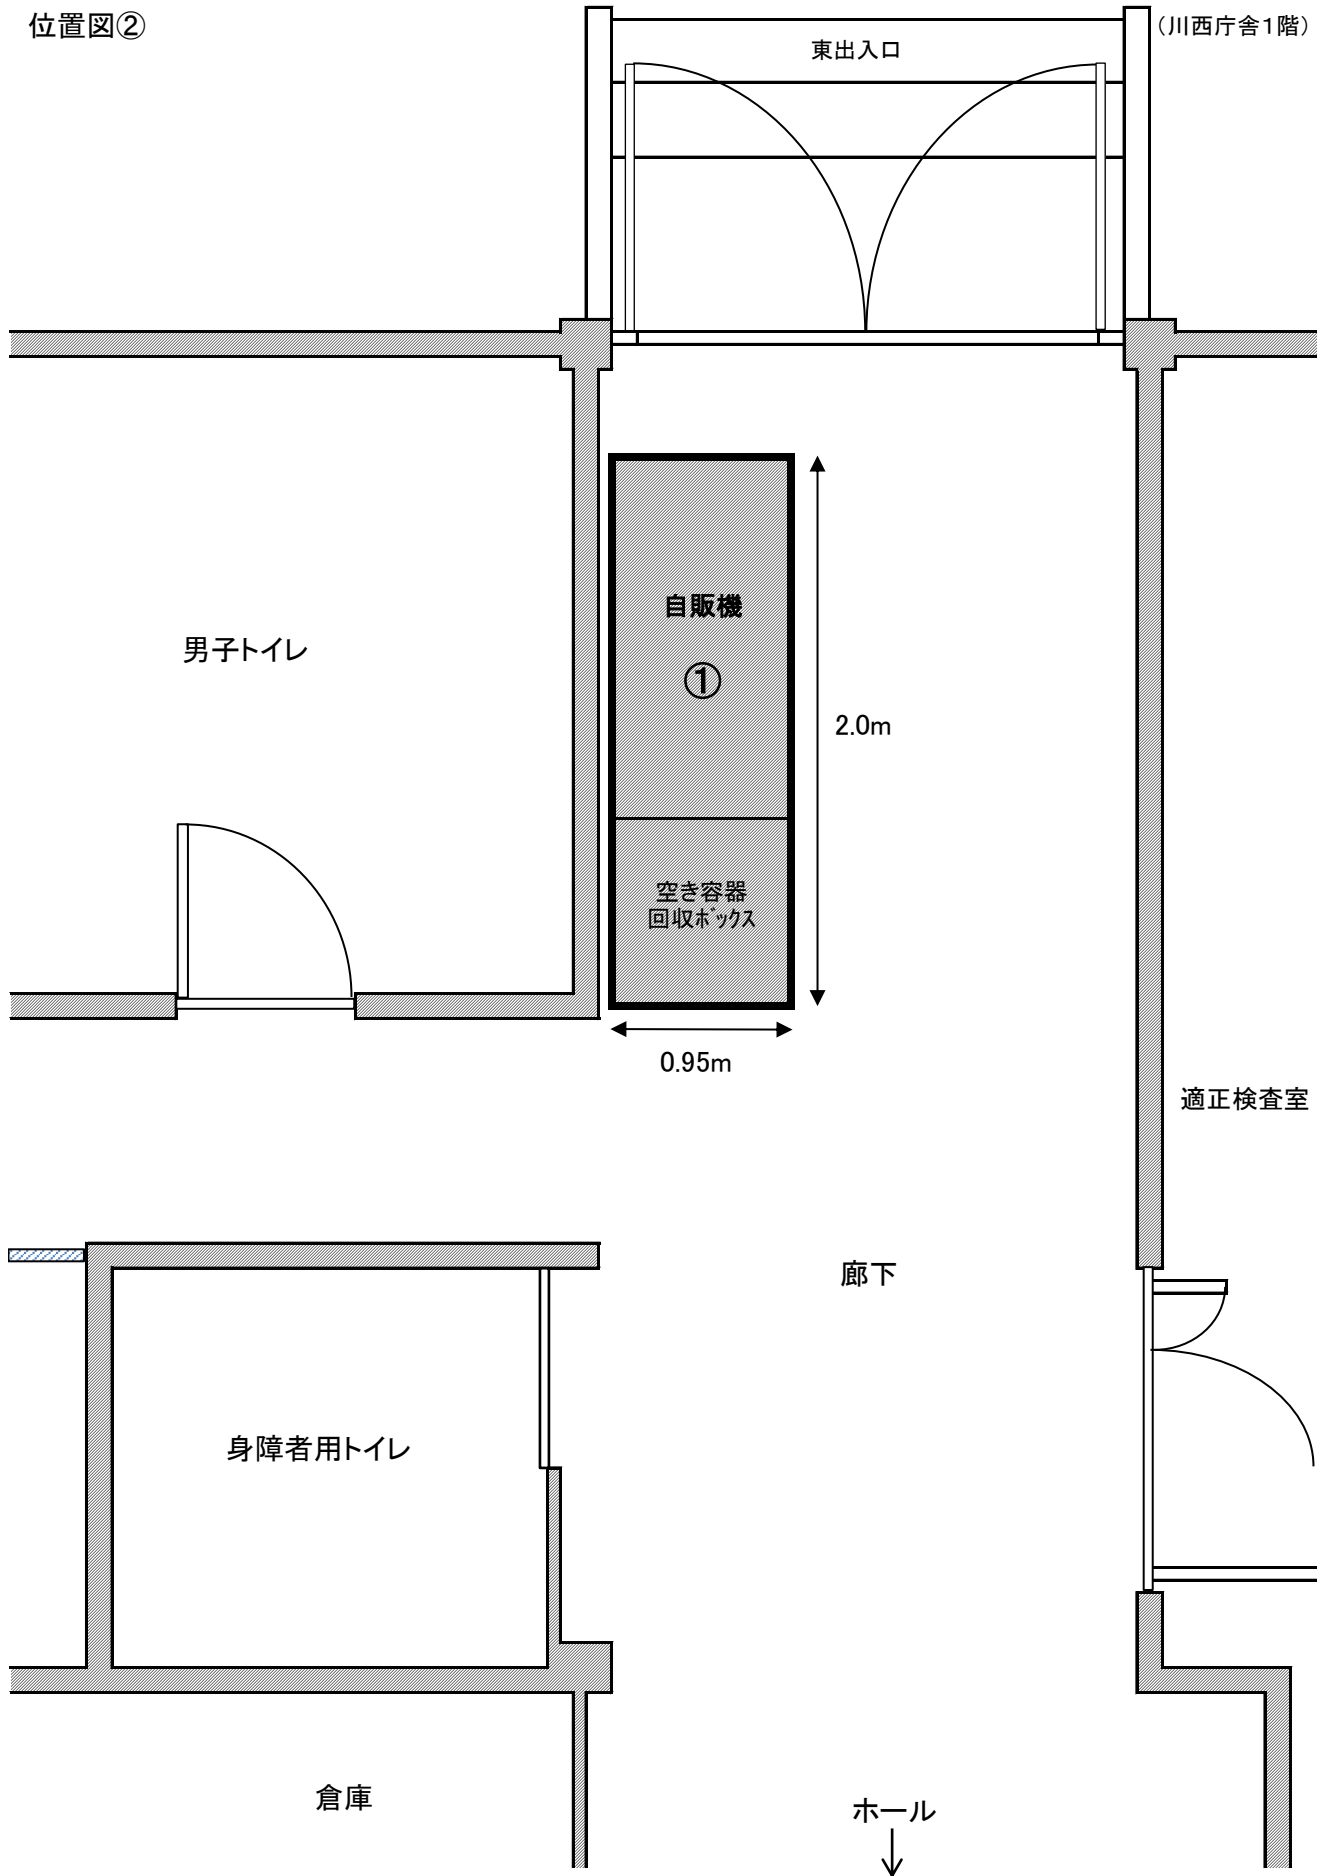 位置図②
(川西庁舎1階)
東出入口
自販機
①
男子トイレ
2.0m
空き容器
回収ﾎﾞｯｸｽ
0.95m
適正検査室
廊下
身障者用トイレ
倉庫
ホール